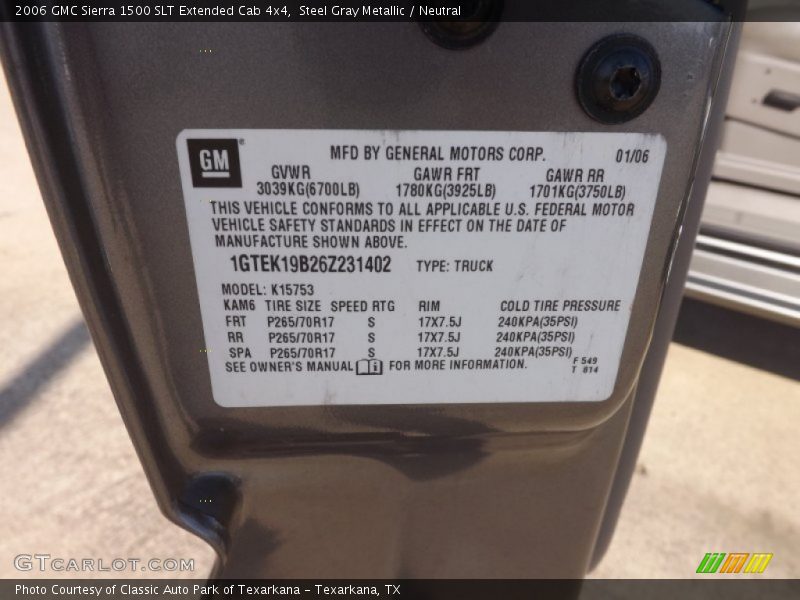 2006 GMC Sierra 1500 SLT Extended Cab 4x4, Steel Gray Metallic / Neutral
GM®
MFD BY GENERAL MOTORS CORP. 01/06
GVWR GAWR FRT GAWR RR
3039KG(6700LB) 1780KG(3925LB) 1701KG(3750LB)
THIS VEHICLE CONFORMS TO ALL APPLICABLE U.S. FEDERAL MOTOR
VEHICLE SAFETY STANDARDS IN EFFECT ON THE DATE OF
MANUFACTURE SHOWN ABOVE.
1GTEK19B26Z231402 TYPE: TRUCK
MODEL: K15753
KAM6 TIRE SIZE SPEED RTG RIM COLD TIRE PRESSURE
FRT P265/70R17 S 17X7.5J 240KPA(35PSI)
RR P265/70R17 S 17X7.5J 240KPA(35PSI)
SPA P265/70R17 S 17X7.5J 240KPA(35PSI)
SEE OWNER'S MANUAL FOR MORE INFORMATION.
F 549
T 814
GTCARLOT.COM
Photo Courtesy of Classic Auto Park of Texarkana – Texarkana, TX